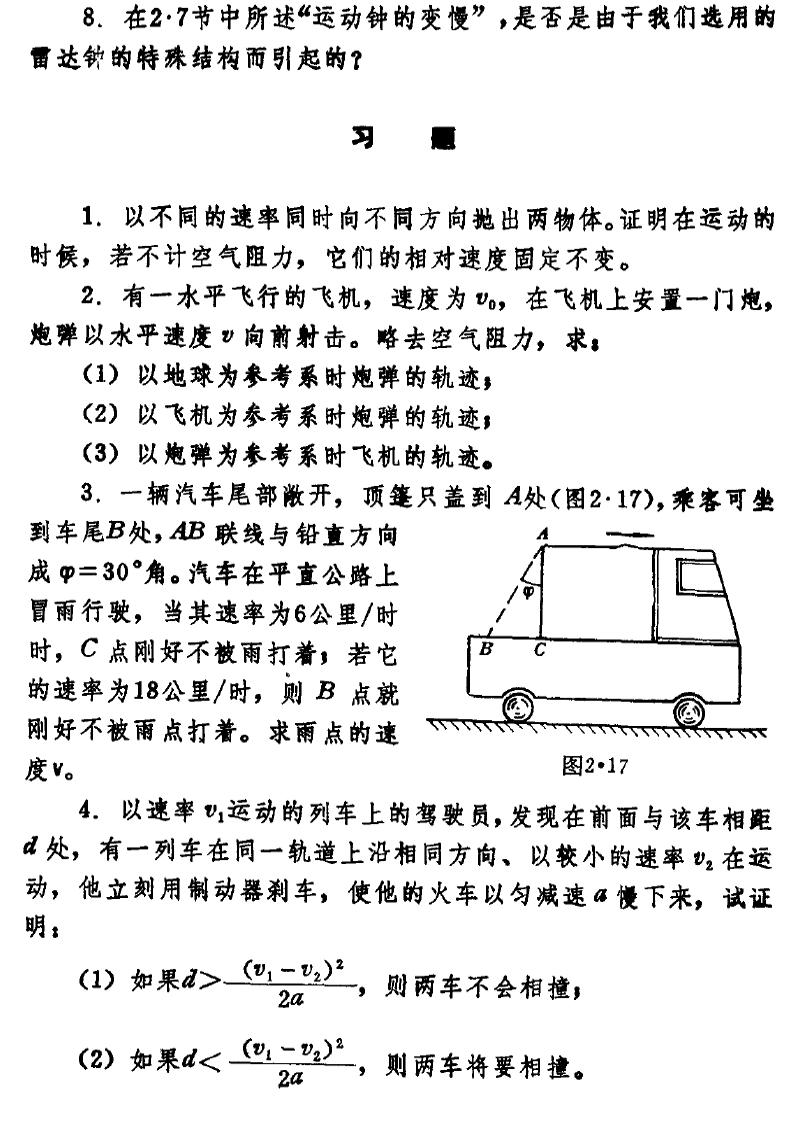 8. 在2·7节中所述“运动钟的变慢”,是否是由于我们选用的
雷达钟的特殊结构而引起的?
习 题
1. 以不同的速率同时向不同方向抛出两物体。证明在运动的
时候, 若不计空气阻力, 它们的相对速度固定不变。
2. 有一水平飞行的飞机, 速度为 v₀, 在飞机上安置一门炮,
炮弹以水平速度 v 向前射击。略去空气阻力, 求:
(1) 以地球为参考系时炮弹的轨迹;
(2) 以飞机为参考系时炮弹的轨迹;
(3) 以炮弹为参考系时飞机的轨迹。
3. 一辆汽车尾部敞开, 顶篷只盖到 A处(图2·17),乘客可坐
到车尾B处, AB 联线与铅直方向
成 φ=30°角。汽车在平直公路上
冒雨行驶, 当其速率为6公里/时
时, C 点刚好不被雨打着; 若它
的速率为18公里/时, 则 B 点就
刚好不被雨点打着。求雨点的速
度v。
A
φ
B C
图2·17
4. 以速率 v₁运动的列车上的驾驶员,发现在前面与该车相距
d 处, 有一列车在同一轨道上沿相同方向、以较小的速率 v₂ 在运
动, 他立刻用制动器刹车, 使他的火车以匀减速 a 慢下来, 试证
明:
(1) 如果d>(v₁-v₂)²/2a, 则两车不会相撞;
(2) 如果d<(v₁-v₂)²/2a, 则两车将要相撞。